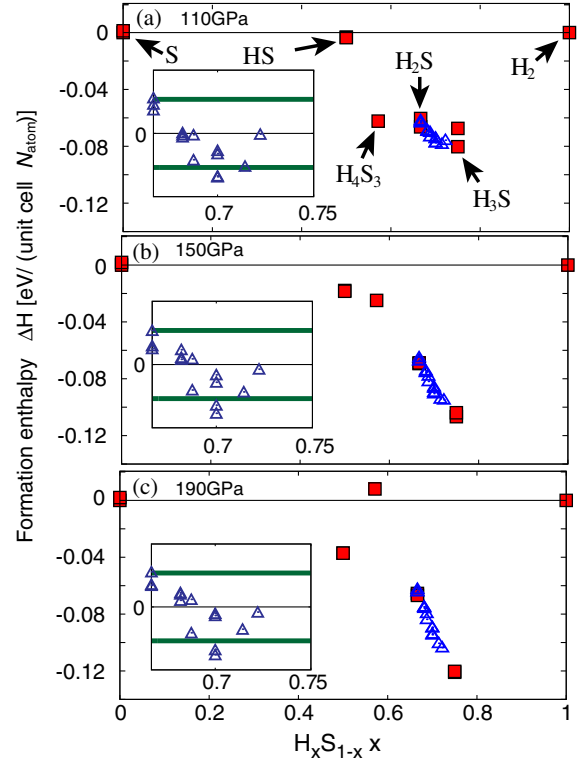 Formation enthalpy ΔH [eV/ (unit cell N_atom)]
(a) 110GPa
0
-0.04
-0.08
-0.12
S
HS
H₂S
H₂
H₄S₃
H₃S
0
0.7 0.75
(b) 150GPa
0
-0.04
-0.08
-0.12
0
0.7 0.75
(c) 190GPa
0
-0.04
-0.08
-0.12
0
0.7 0.75
0 0.2 0.4 0.6 0.8 1
HₓS₁₋ₓ x